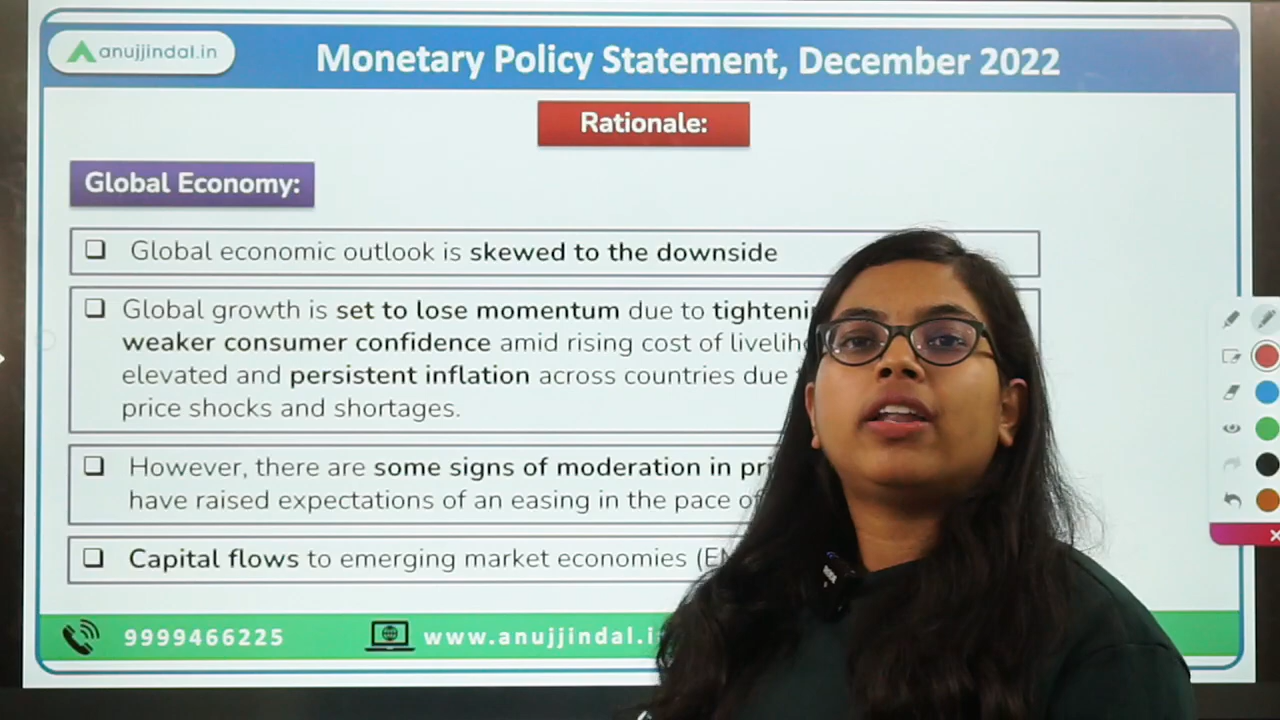 anujjindal.in
Monetary Policy Statement, December 2022
Rationale:
Global Economy:
Global economic outlook is skewed to the downside
Global growth is set to lose momentum due to
weaker consumer confidence amid rising cost of
elevated and persistent inflation across countries due
price shocks and shortages.
However, there are some signs of moderation in
have raised expectations of an easing in the pace of
Capital flows to emerging market economies
9999466225